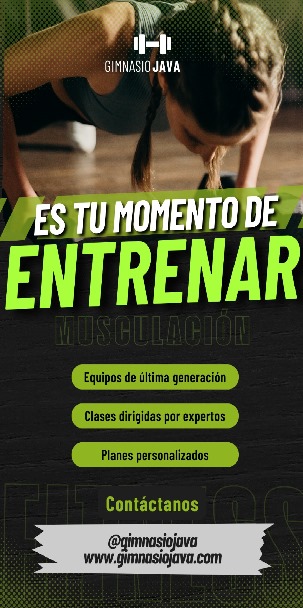 GIMNASIO JAVA
ES TU MOMENTO DE
ENTRENAR
MUSCULACIÓN
Equipos de última generación
Clases dirigidas por expertos
Planes personalizados
Contáctanos
FITNESS
@gimnasiojava
www.gimnasiojava.com